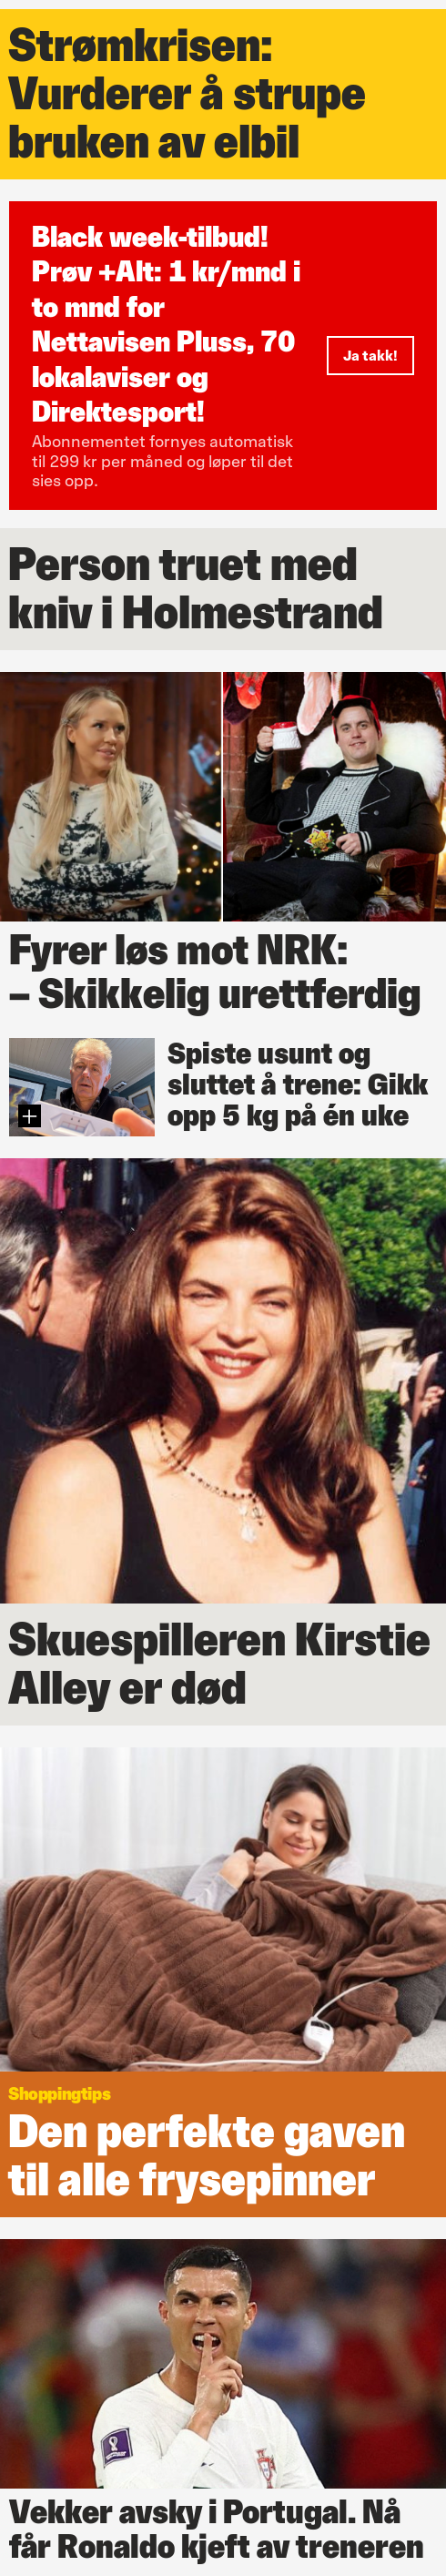 Strømkrisen:
Vurderer å strupe
bruken av elbil
Black week-tilbud!
Prøv +Alt: 1 kr/mnd i
to mnd for
Nettavisen Pluss, 70
lokalaviser og
Direktesport!
Abonnementet fornyes automatisk
til 299 kr per måned og løper til det
sies opp.
Ja takk!
Person truet med
kniv i Holmestrand
Fyrer løs mot NRK:
– Skikkelig urettferdig
Spiste usunt og
sluttet å trene: Gikk
opp 5 kg på én uke
Skuespilleren Kirstie
Alley er død
Shoppingtips
Den perfekte gaven
til alle frysepinner
Vekker avsky i Portugal. Nå
får Ronaldo kjeft av treneren